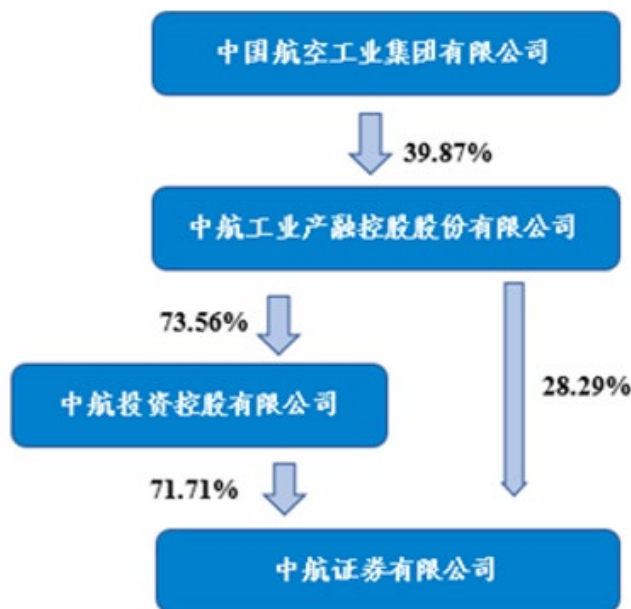 中国航空工业集团有限公司
39.87%
中航工业产融控股股份有限公司
73.56%
28.29%
中航投资控股有限公司
71.71%
中航证券有限公司